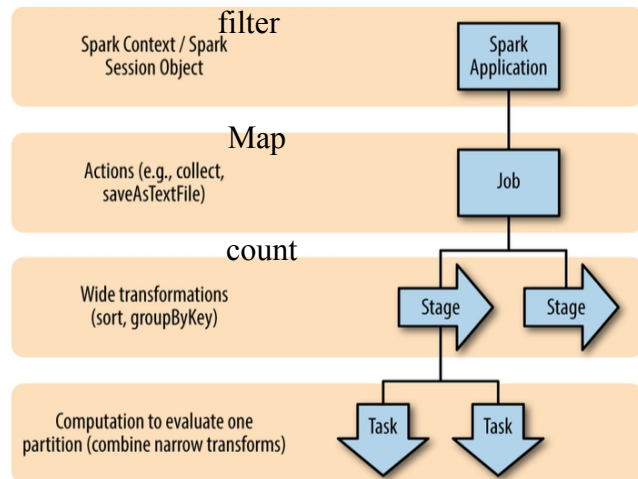 filter
Spark Context / Spark
Session Object
Spark
Application
Map
Actions (e.g., collect,
saveAsTextFile)
Job
count
Wide transformations
(sort, groupByKey)
Stage
Stage
Computation to evaluate one
partition (combine narrow transforms)
Task
Task